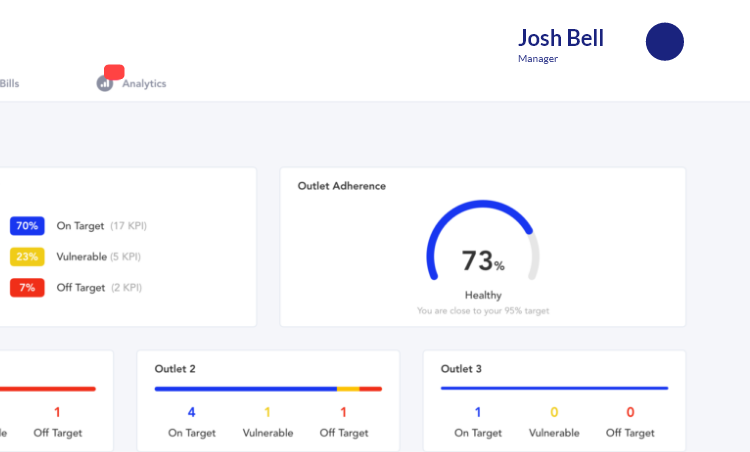 Josh Bell
Manager
Bills
Analytics
70% On Target (17 KPI)
23% Vulnerable (5 KPI)
7% Off Target (2 KPI)
Outlet Adherence
73%
Healthy
You are close to your 95% target
1
Off Target
Outlet 2
4 1 1
On Target Vulnerable Off Target
Outlet 3
1 0 0
On Target Vulnerable Off Target